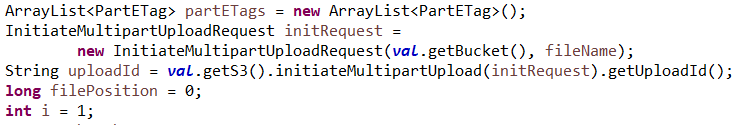 ArrayList<PartETag> partETags = new ArrayList<PartETag>();
InitiateMultipartUploadRequest initRequest =
new InitiateMultipartUploadRequest(val.getBucket(), fileName);
String uploadId = val.getS3().initiateMultipartUpload(initRequest).getUploadId();
long filePosition = 0;
int i = 1;